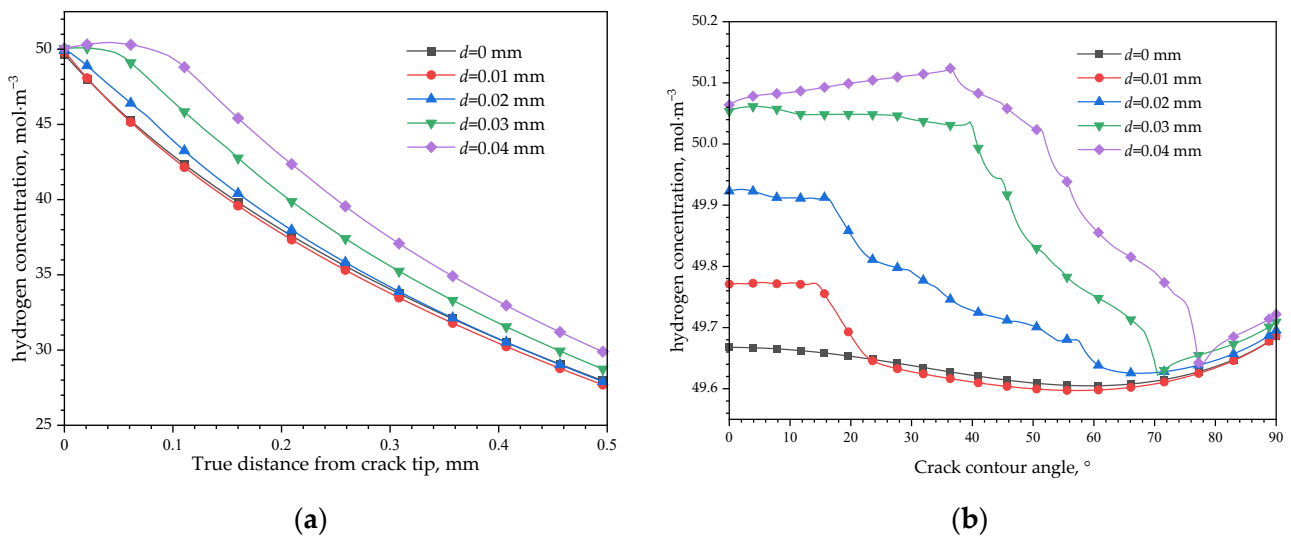 50
45
40
35
30
25
hydrogen concentration, mol·m⁻³
d=0 mm
d=0.01 mm
d=0.02 mm
d=0.03 mm
d=0.04 mm
0
0.1
0.2
0.3
0.4
0.5
True distance from crack tip, mm
(a)
50.2
50.1
50.0
49.9
49.8
49.7
49.6
hydrogen concentration, mol·m⁻³
d=0 mm
d=0.01 mm
d=0.02 mm
d=0.03 mm
d=0.04 mm
0
10
20
30
40
50
60
70
80
90
Crack contour angle, °
(b)